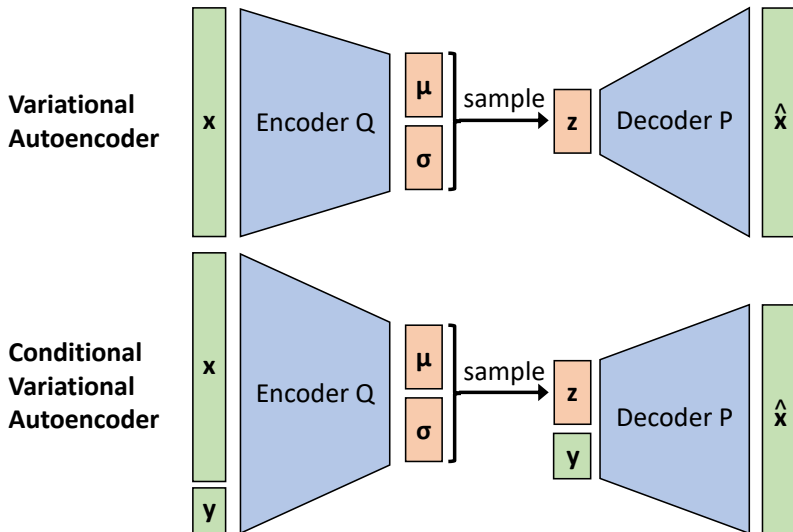 Variational
Autoencoder
x
Encoder Q
μ
σ
sample
z
Decoder P
x̂
Conditional
Variational
Autoencoder
x
y
Encoder Q
μ
σ
sample
z
y
Decoder P
x̂